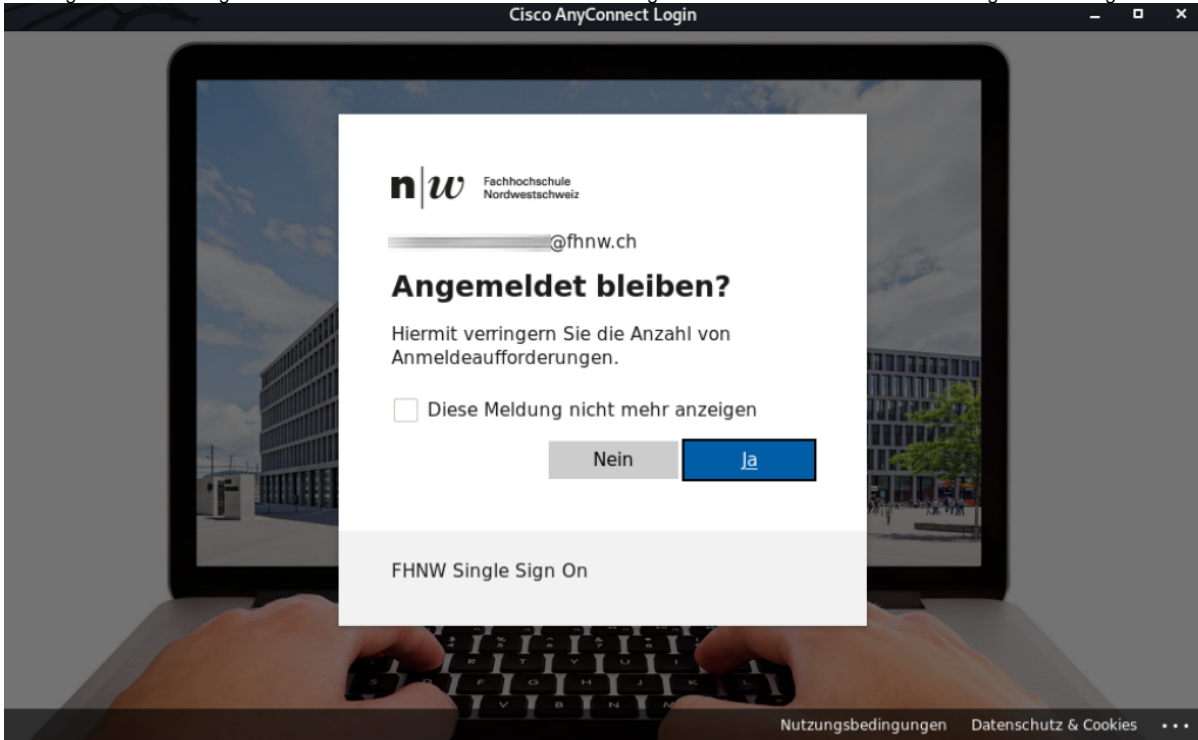 Cisco AnyConnect Login
n|w Fachhochschule
Nordwestschweiz
@fhnw.ch
Angemeldet bleiben?
Hiermit verringern Sie die Anzahl von
Anmeldeaufforderungen.
Diese Meldung nicht mehr anzeigen
Nein Ja
FHNW Single Sign On
Nutzungsbedingungen Datenschutz & Cookies ...